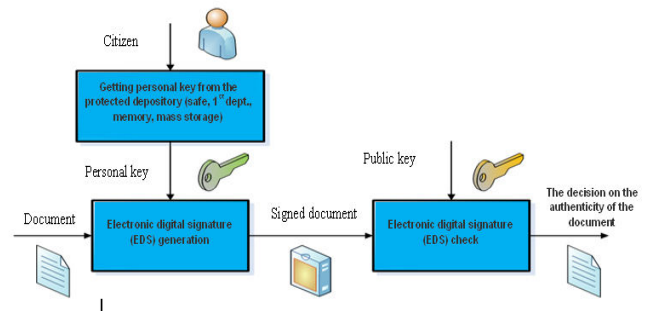 Citizen
Getting personal key from the
protected depository (safe, 1st dept.,
memory, mass storage)
Personal key
Public key
Document
Electronic digital signature
(EDS) generation
Signed document
Electronic digital signature
(EDS) check
The decision on the
authenticity of the
document